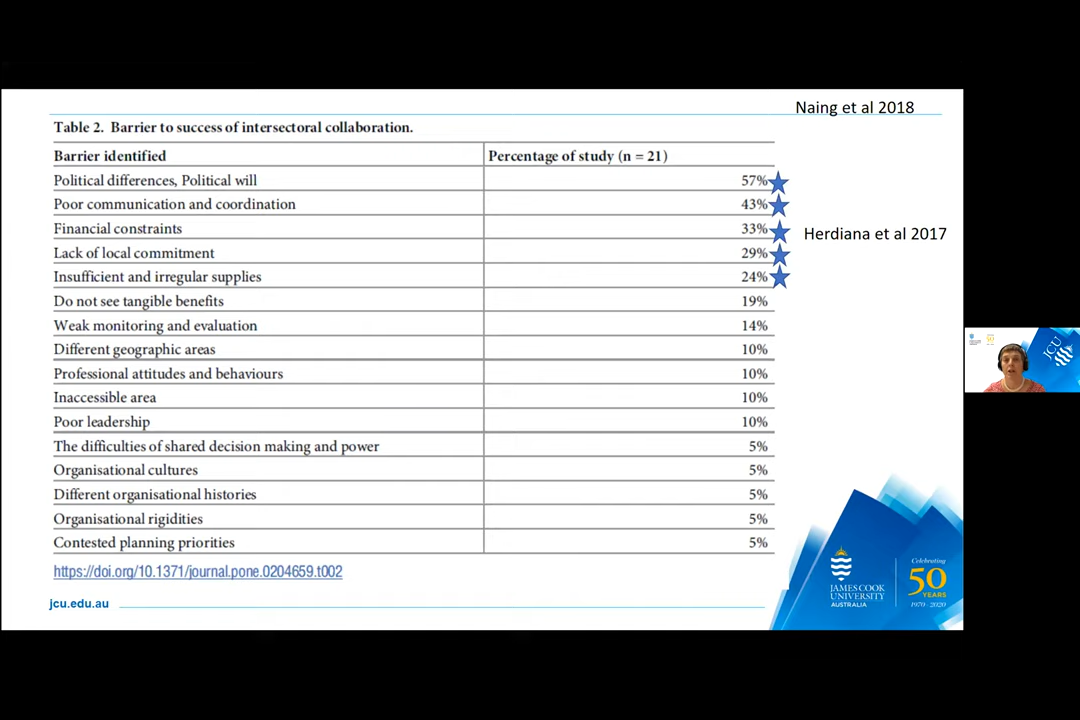 Naing et al 2018
Table 2. Barrier to success of intersectoral collaboration.
Barrier identified Percentage of study (n = 21)
Political differences, Political will 57%
Poor communication and coordination 43%
Financial constraints 33%
Herdiana et al 2017
Lack of local commitment 29%
Insufficient and irregular supplies 24%
Do not see tangible benefits 19%
Weak monitoring and evaluation 14%
Different geographic areas 10%
Professional attitudes and behaviours 10%
Inaccessible area 10%
Poor leadership 10%
The difficulties of shared decision making and power 5%
Organisational cultures 5%
Different organisational histories 5%
Organisational rigidities 5%
Contested planning priorities 5%
https://doi.org/10.1371/journal.pone.0204659.t002
jcu.edu.au
JAMES COOK
UNIVERSITY
AUSTRALIA
Celebrating
50
YEARS
1970 - 2020
JCU